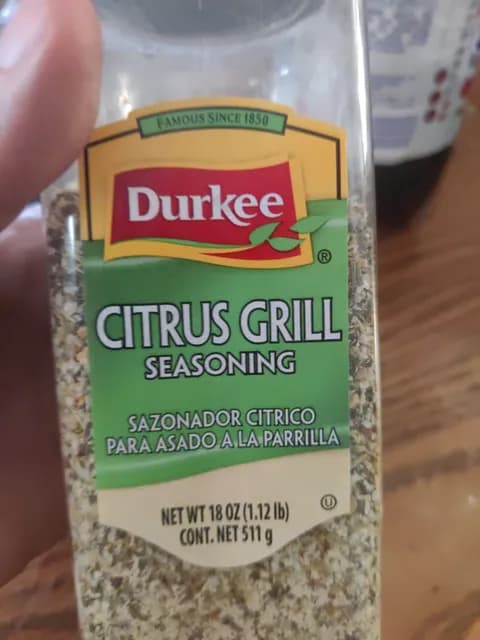 FAMOUS SINCE 1850
Durkee
®
CITRUS GRILL
SEASONING
SAZONADOR CITRICO
PARA ASADO A LA PARRILLA
NET WT 18 OZ (1.12 lb)
CONT. NET 511 g
U